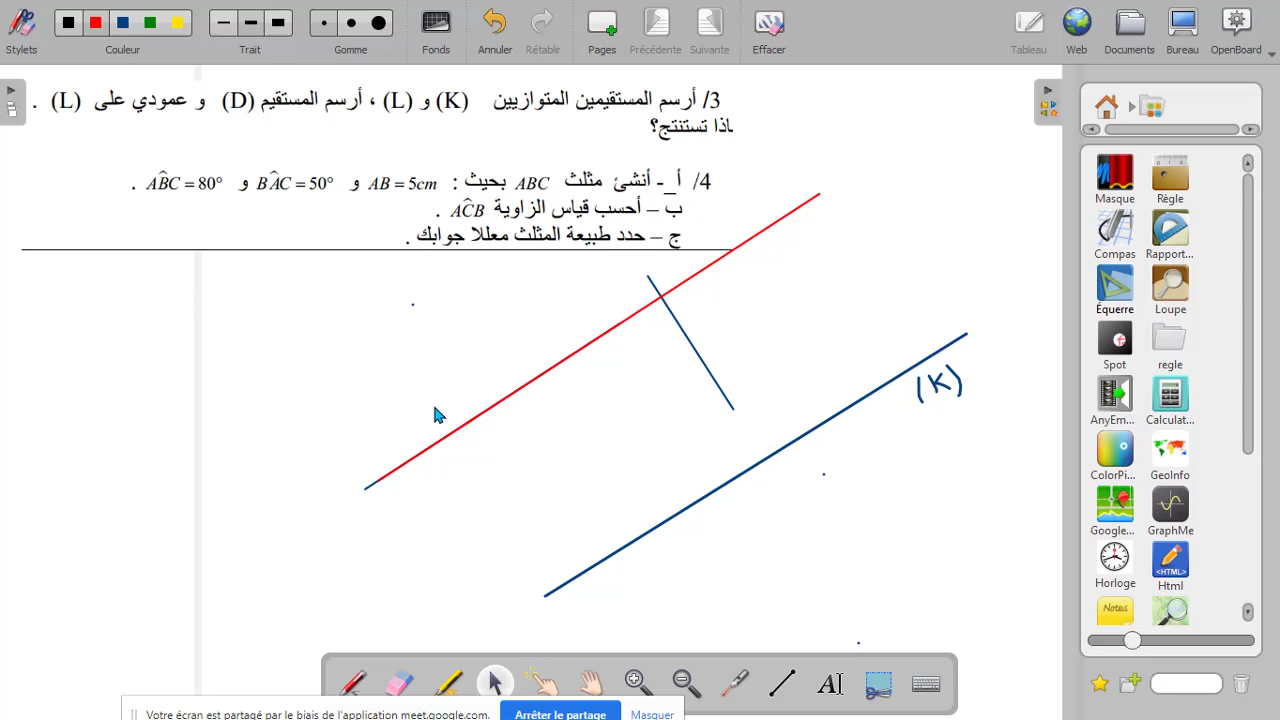 Stylets Couleur Trait Gomme Fonds Annuler Rétablir Pages Précédente Suivante Effacer Tableau Web Documents Bureau OpenBoard
3/ أرسم المستقيمين المتوازيين (K) و (L) ، أرسم المستقيم (D) و عمودي على (L) .
اذا تستنتج؟
4/ أ_- أنشئ مثلث ABC بحيث : AB = 5cm و BÂC = 50° و AB̂C = 80° .
ب – أحسب قياس الزاوية AĈB .
ج – حدد طبيعة المثلث معللا جوابك .
(K)
Masque Règle
Compas Rapport...
Équerre Loupe
Spot regle
AnyEm... Calculat...
ColorPi... GeoInfo
Google... GraphMe
Horloge Html
<HTML>
Notes
A
Votre écran est partagé par le biais de l'application meet.google.com. Arrêter le partage Masquer